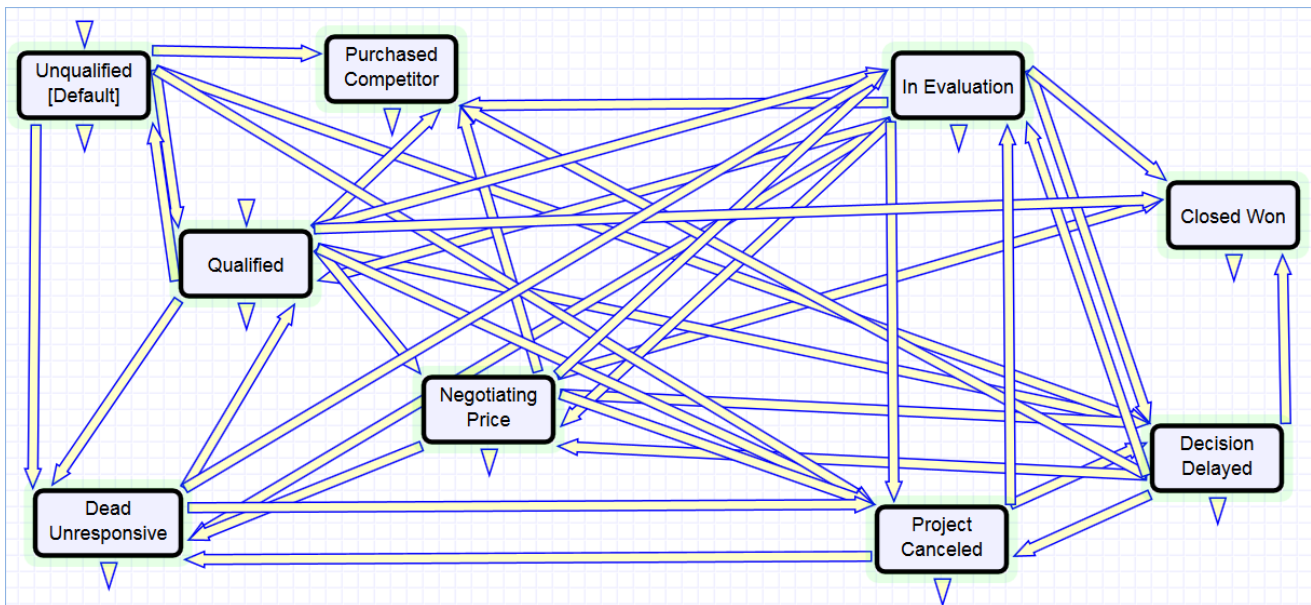 Unqualified
[Default]
Purchased
Competitor
In Evaluation
Closed Won
Qualified
Negotiating
Price
Decision
Delayed
Dead
Unresponsive
Project
Canceled